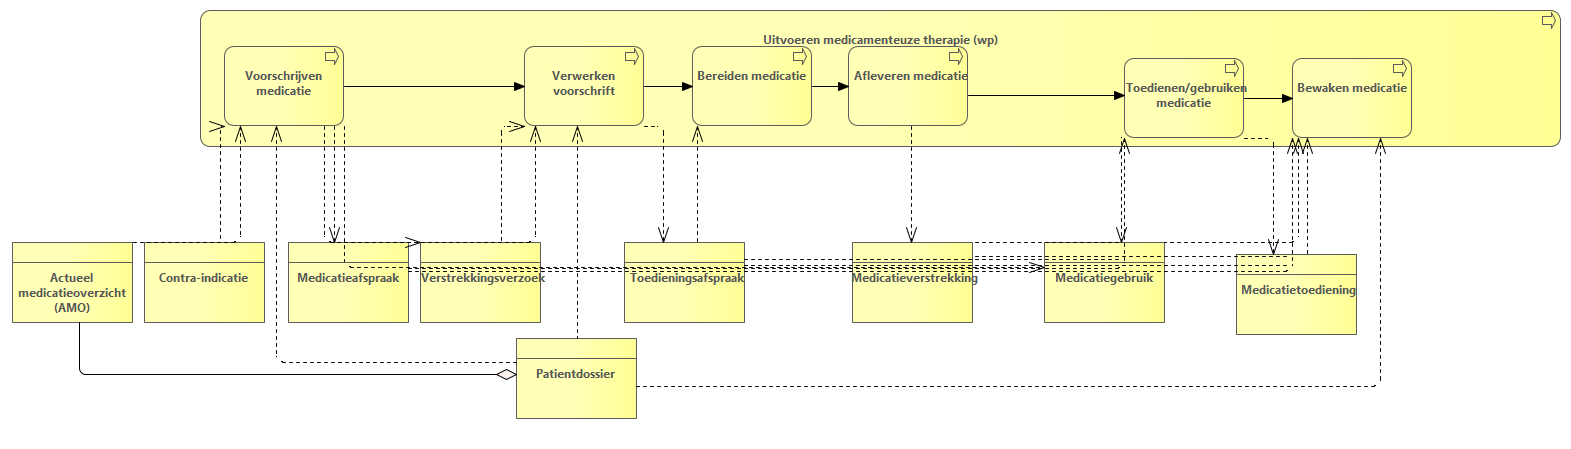 Uitvoeren medicamenteuze therapie (wp)
Voorschrijven
medicatie
Verwerken
voorschrift
Bereiden medicatie
Afleveren medicatie
Toedienen/gebruiken
medicatie
Bewaken medicatie
Actueel
medicatieoverzicht
(AMO)
Contra-indicatie
Medicatieafspraak
Verstrekkingsverzoek
Toedieningsafspraak
Medicatieverstrekking
Medicatiegebruik
Medicatietoediening
Patientdossier